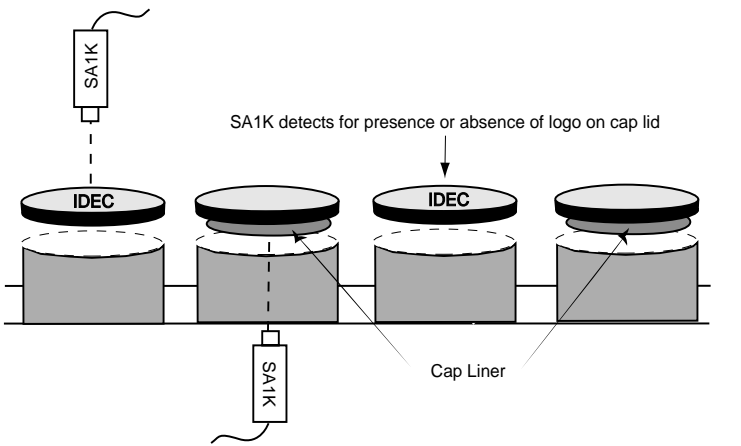 SA1K
SA1K detects for presence or absence of logo on cap lid
IDEC
IDEC
Cap Liner
SA1K